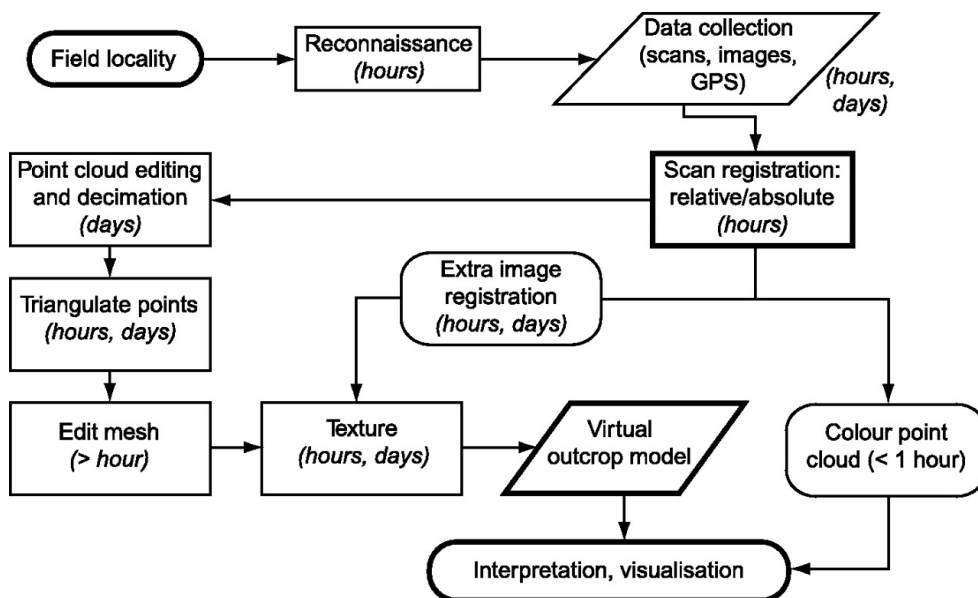 Field locality
Reconnaissance
(hours)
Data collection
(scans, images,
GPS)
(hours,
days)
Point cloud editing
and decimation
(days)
Scan registration:
relative/absolute
(hours)
Extra image
registration
(hours, days)
Triangulate points
(hours, days)
Edit mesh
(> hour)
Texture
(hours, days)
Virtual
outcrop model
Colour point
cloud (< 1 hour)
Interpretation, visualisation